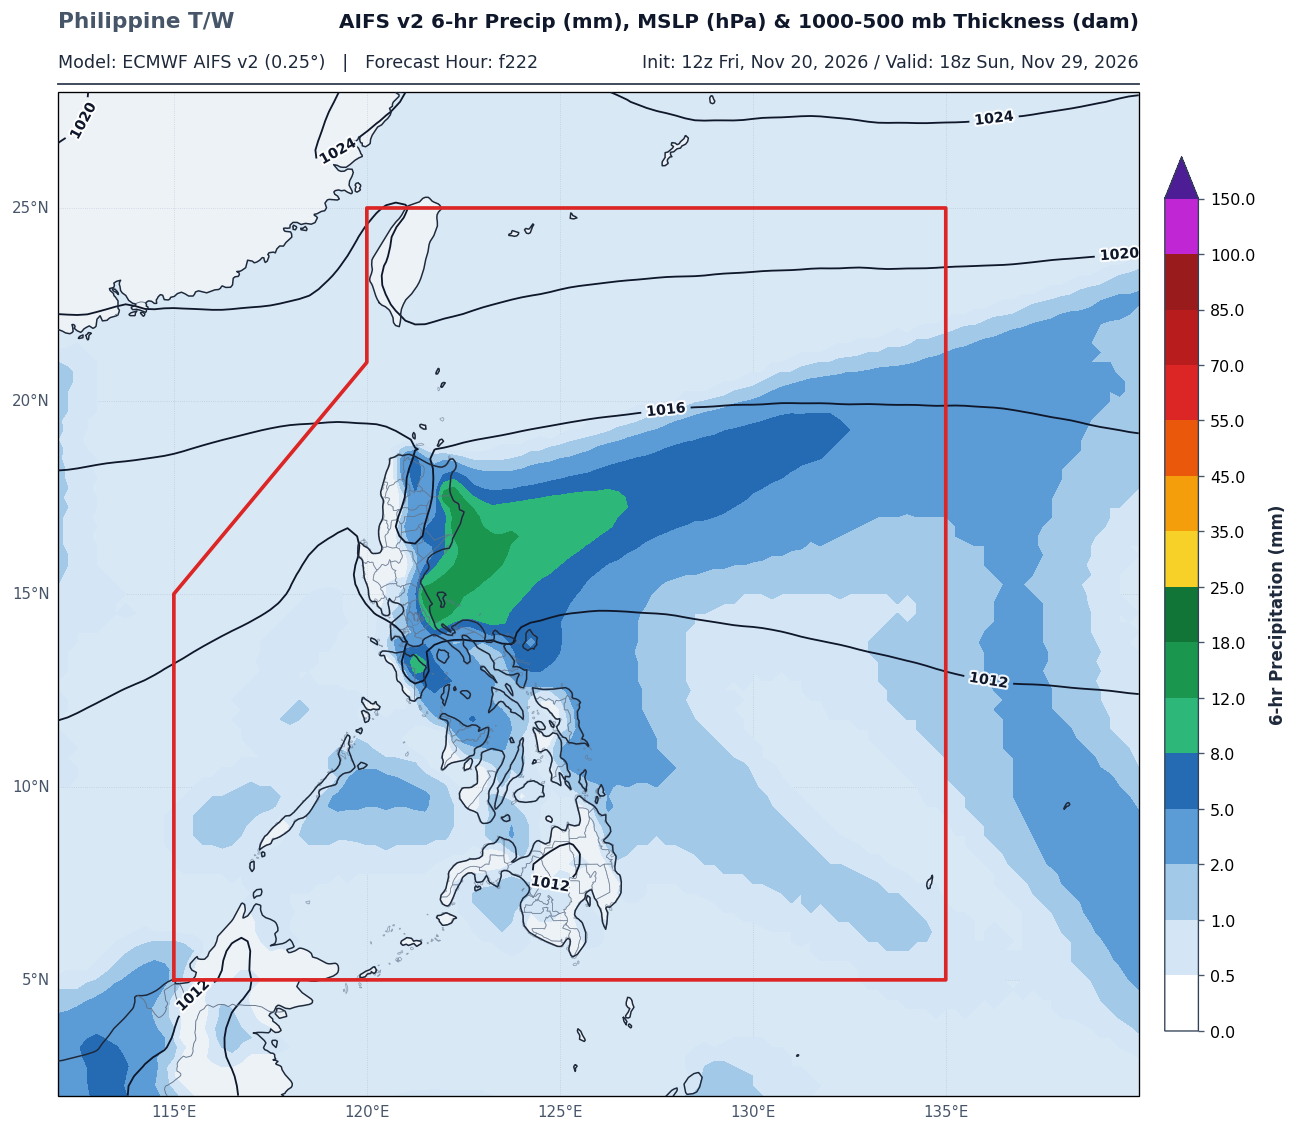 Philippine T/W
AIFS v2 6-hr Precip (mm), MSLP (hPa) & 1000-500 mb Thickness (dam)
Model: ECMWF AIFS v2 (0.25°) | Forecast Hour: f222
Init: 12z Fri, Nov 20, 2026 / Valid: 18z Sun, Nov 29, 2026
1020
1024
1024
1020
1016
1012
1012
1012
25°N
20°N
15°N
10°N
5°N
115°E
120°E
125°E
130°E
135°E
150.0
100.0
85.0
70.0
55.0
45.0
35.0
25.0
18.0
12.0
8.0
5.0
2.0
1.0
0.5
0.0
6-hr Precipitation (mm)